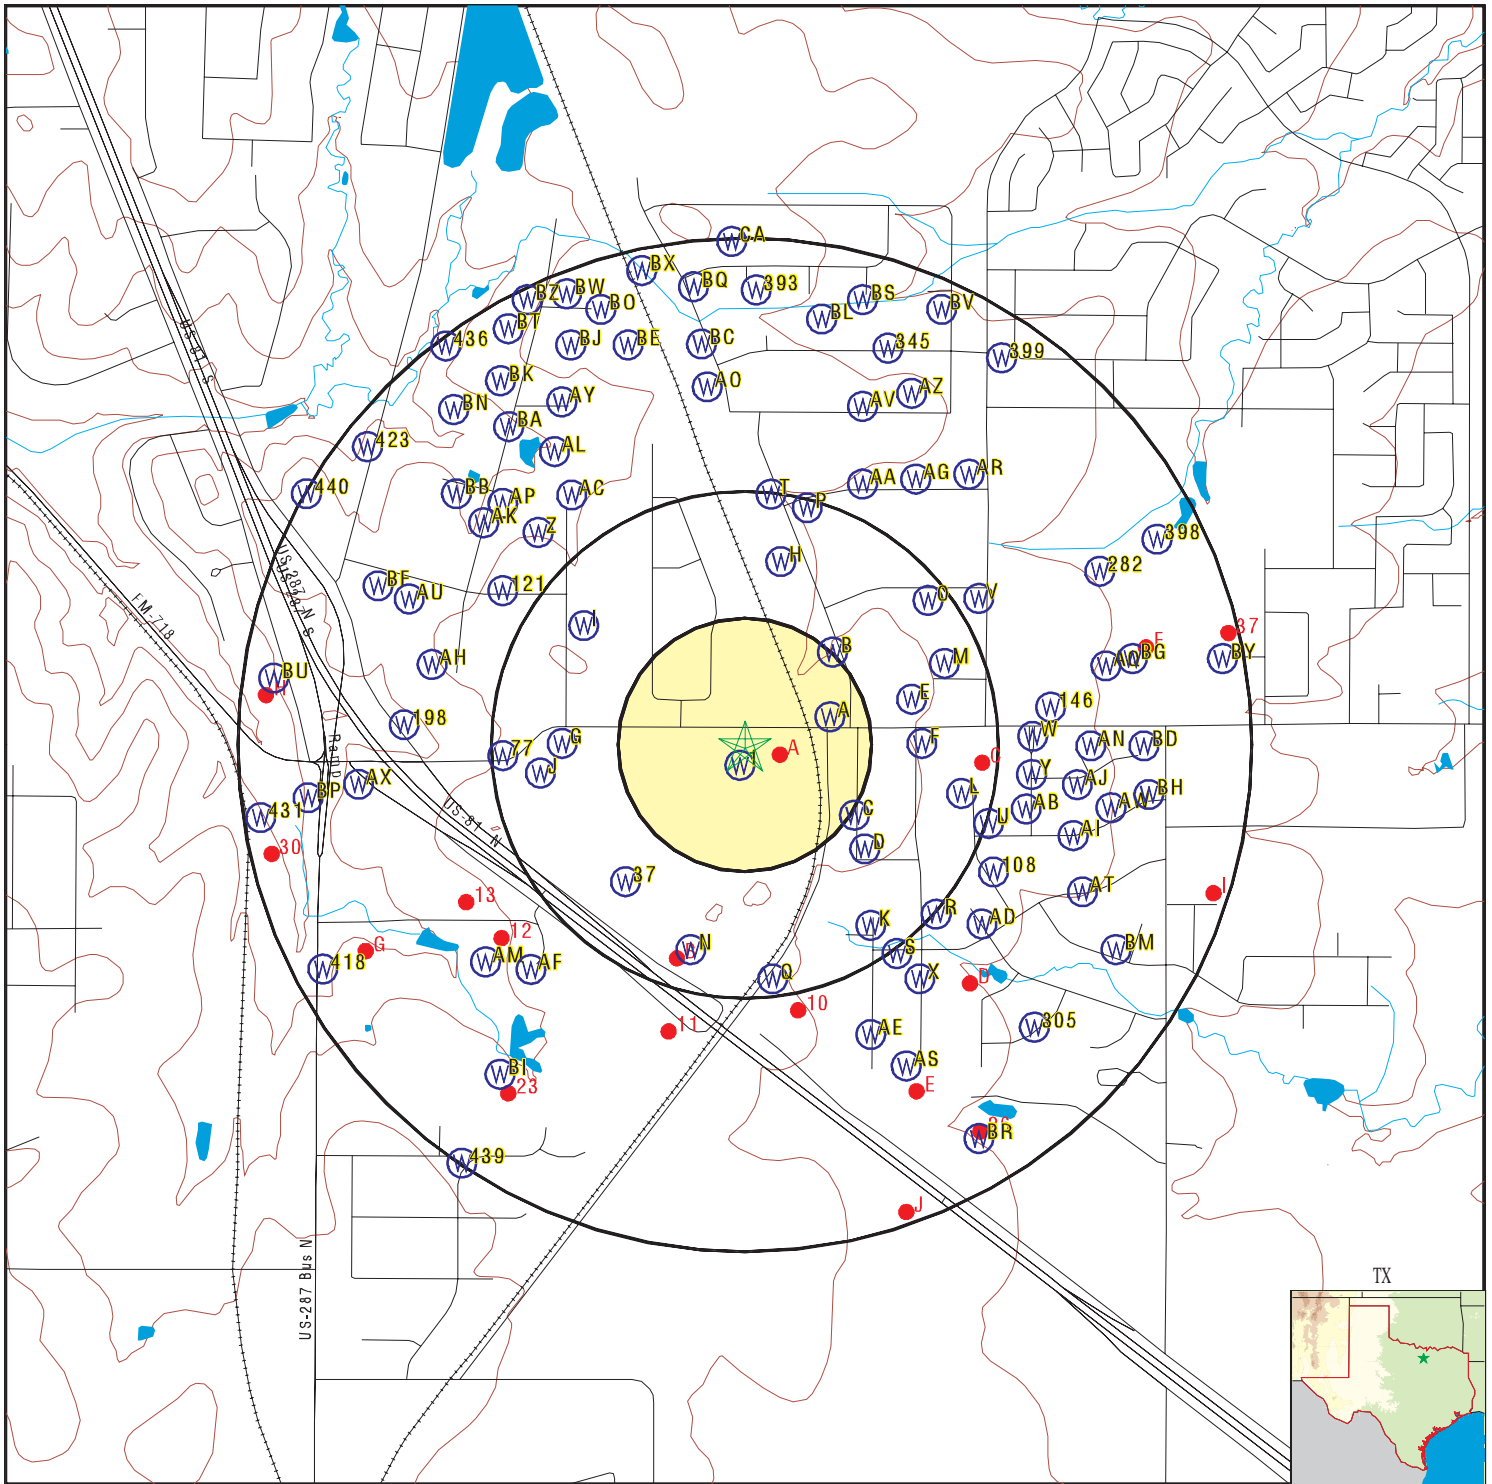 W CA
W BX
W BQ
W 393
W BZ
W BW
W BO
W BS
W BL
W BV
W BT
W 436
W BJ
W BE
W BC
W 345
W 399
US-81 S
W BK
W AO
W AY
W AZ
W BN
W AV
W BA
W 423
W AL
W AR
W AG
W AA
W 440
W BB
W AP
W AC
W T
W P
W AK
W Z
W 398
US-287 N
S
W H
W 282
FM-718
W BF
W AU
W 121
W O
W V
W I
37
W B
F
W AH
W M
W AQ
W BG
W BY
W BU
H
W E
W 146
W A
W 198
Ramp
W G
W F
W W
W AN
W BD
W 77
A
C
W 1
W J
W Y
W AX
W AJ
W BP
W L
W BH
W AB
W AW
W 431
US-81 N
W C
W U
W AI
W D
30
W 108
W 37
W AT
I
13
W R
W K
W AD
12
G
W N
B
W S
W BM
W AM
W AF
W 418
W Q
W X
D
10
11
W AE
W 305
W AS
W BI
23
E
26
W BR
W 439
J
US-287 Bus N
TX